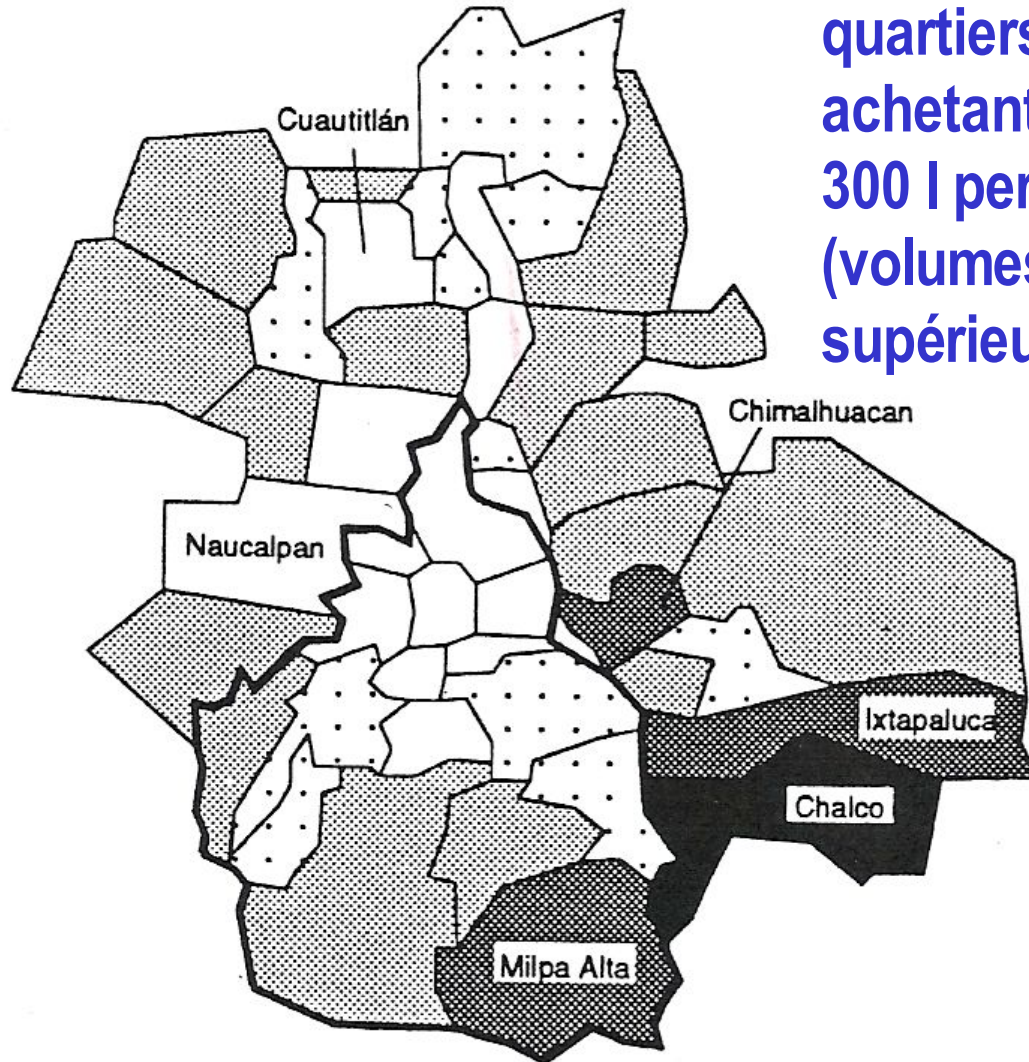 quartiers
achetant
300 l per
(volumes
supérieu
Cuautitlán
Chimalhuacan
Naucalpan
Ixtapaluca
Chalco
Milpa Alta